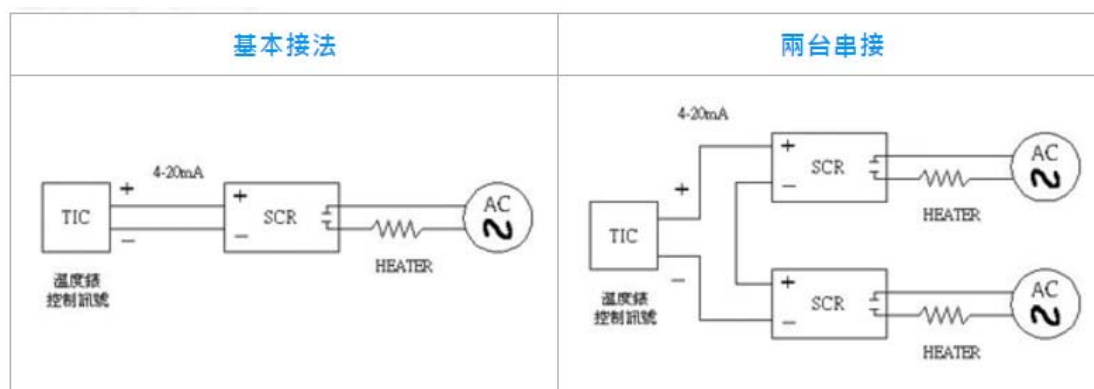 基本接法
兩台串接
4-20mA
+
+
TIC
SCR
AC
−
−
HEATER
溫度錶
控制訊號
4-20mA
+
SCR
AC
−
HEATER
+
TIC
−
溫度錶
控制訊號
+
SCR
AC
−
HEATER